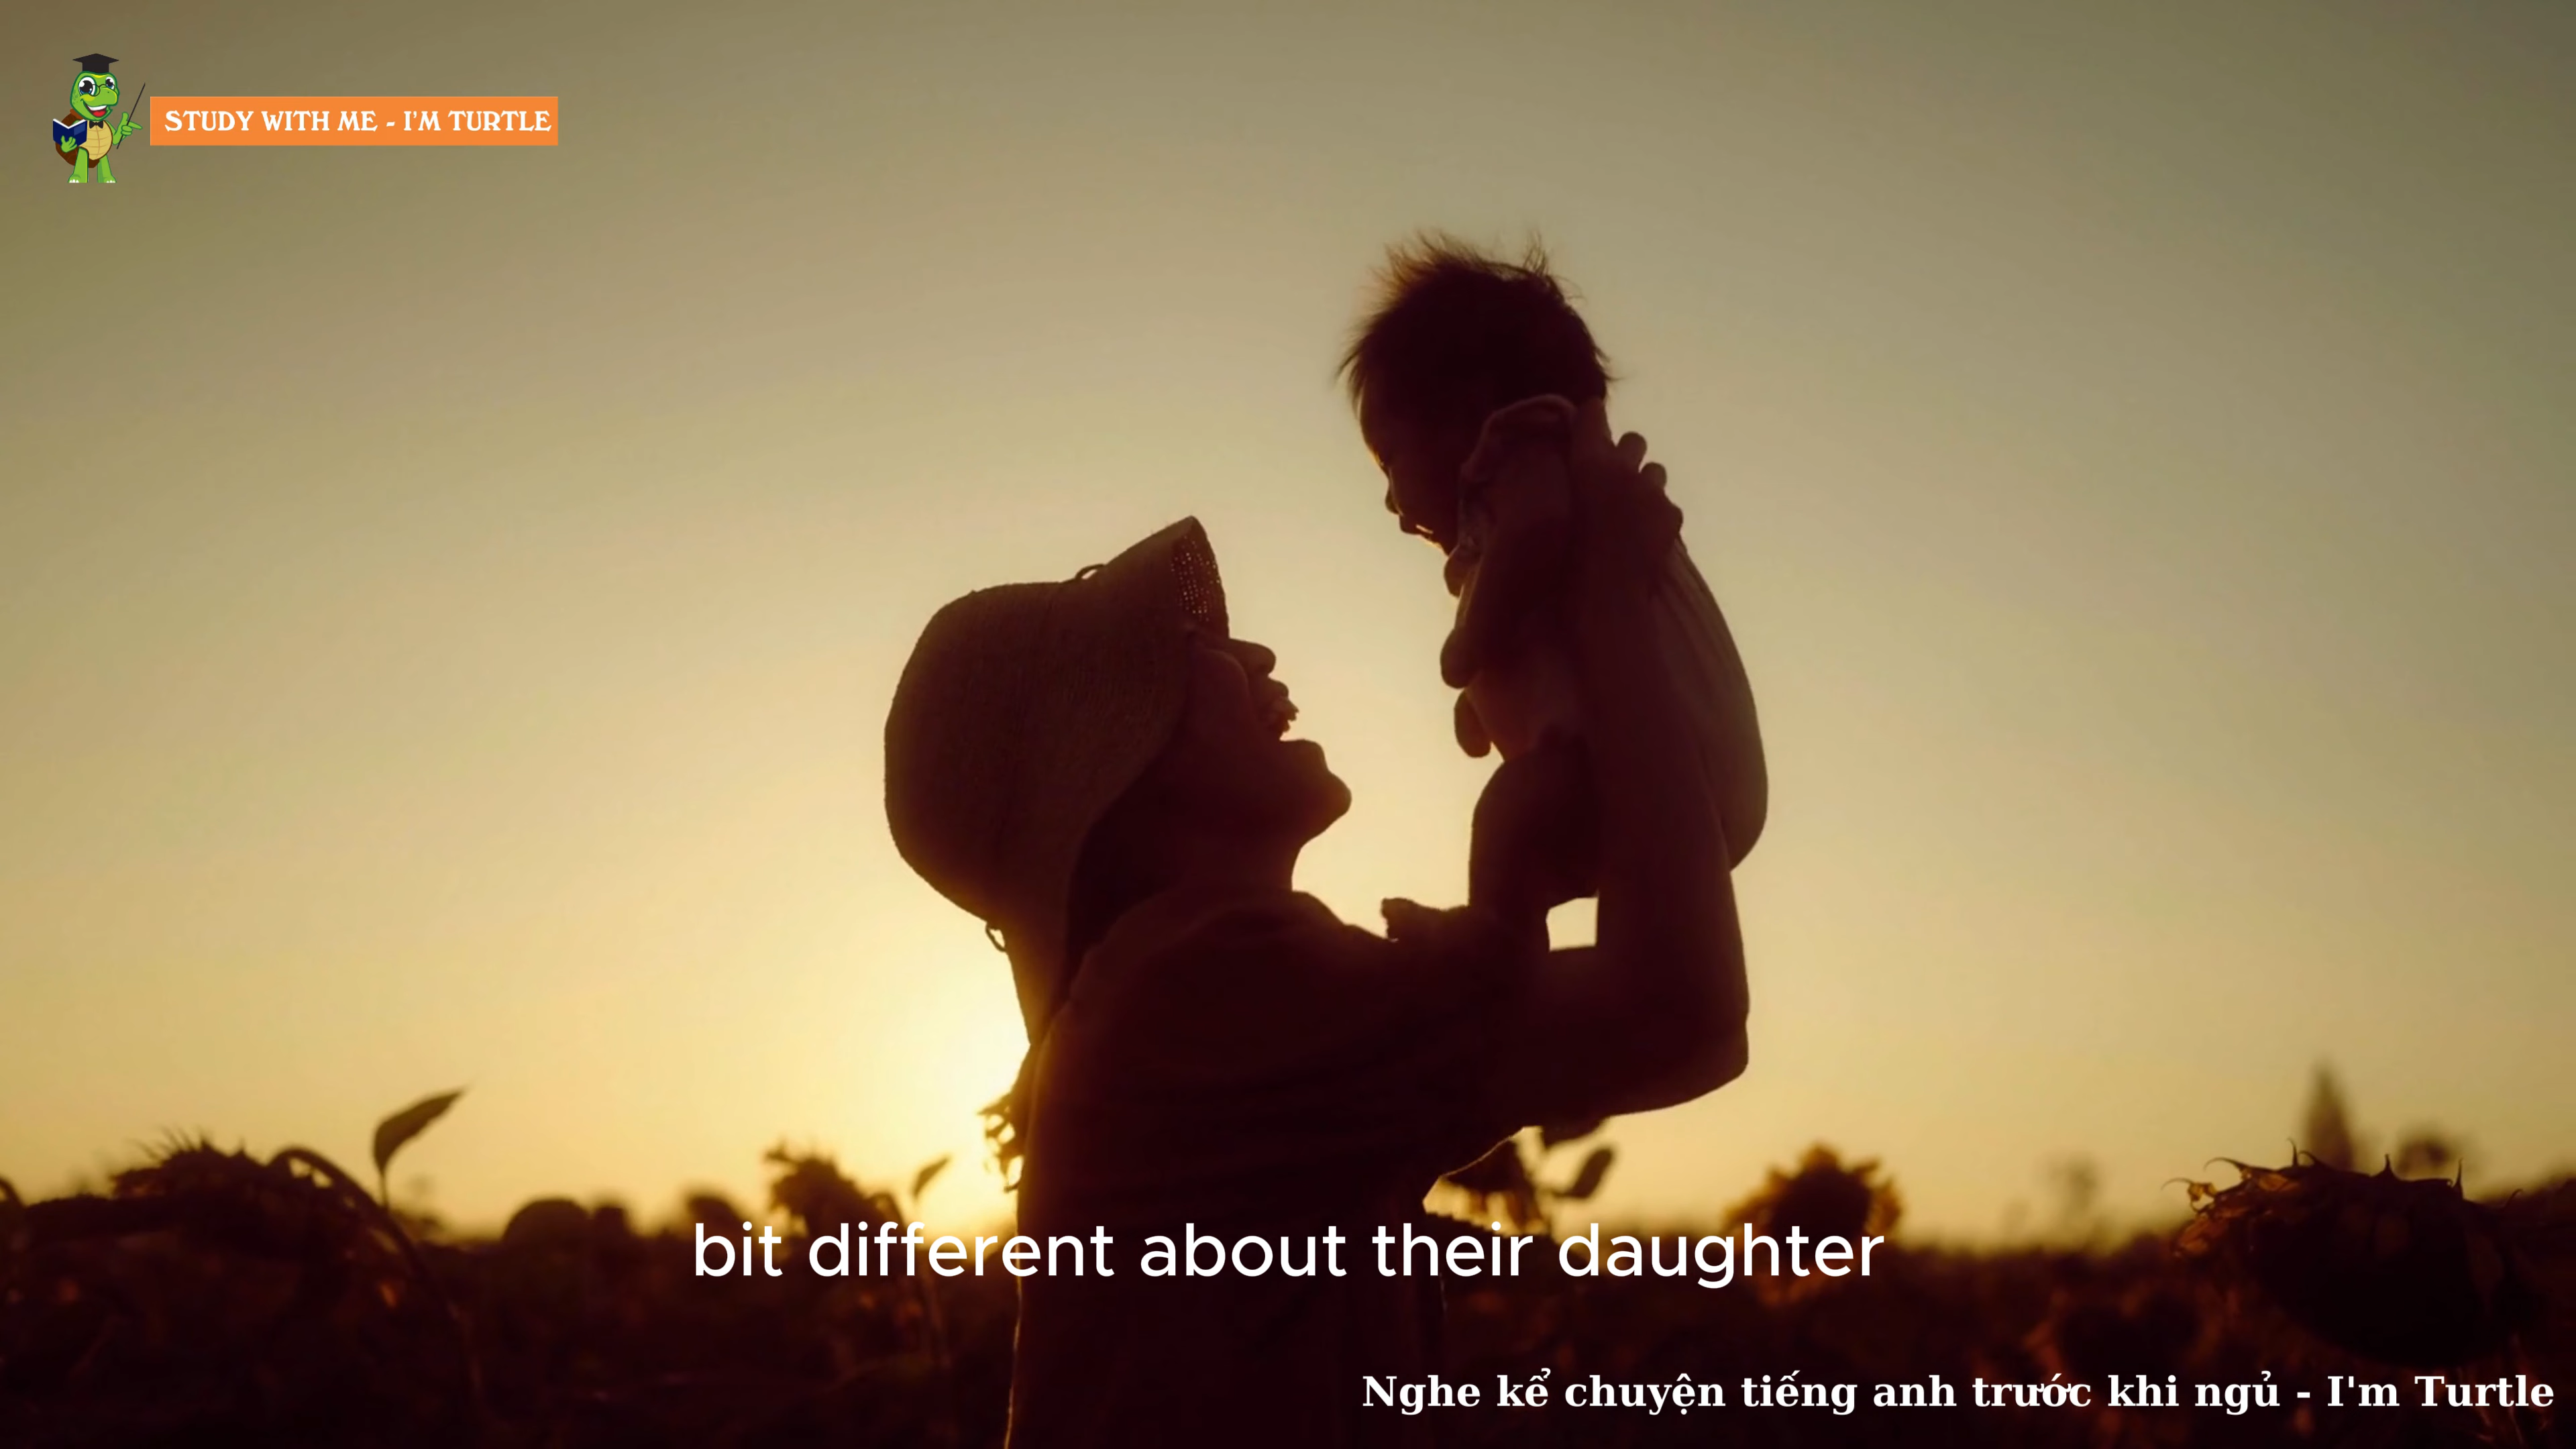 STUDY WITH ME - I'M TURTLE
bit different about their daughter
Nghe kể chuyện tiếng anh trước khi ngủ - I'm Turtle